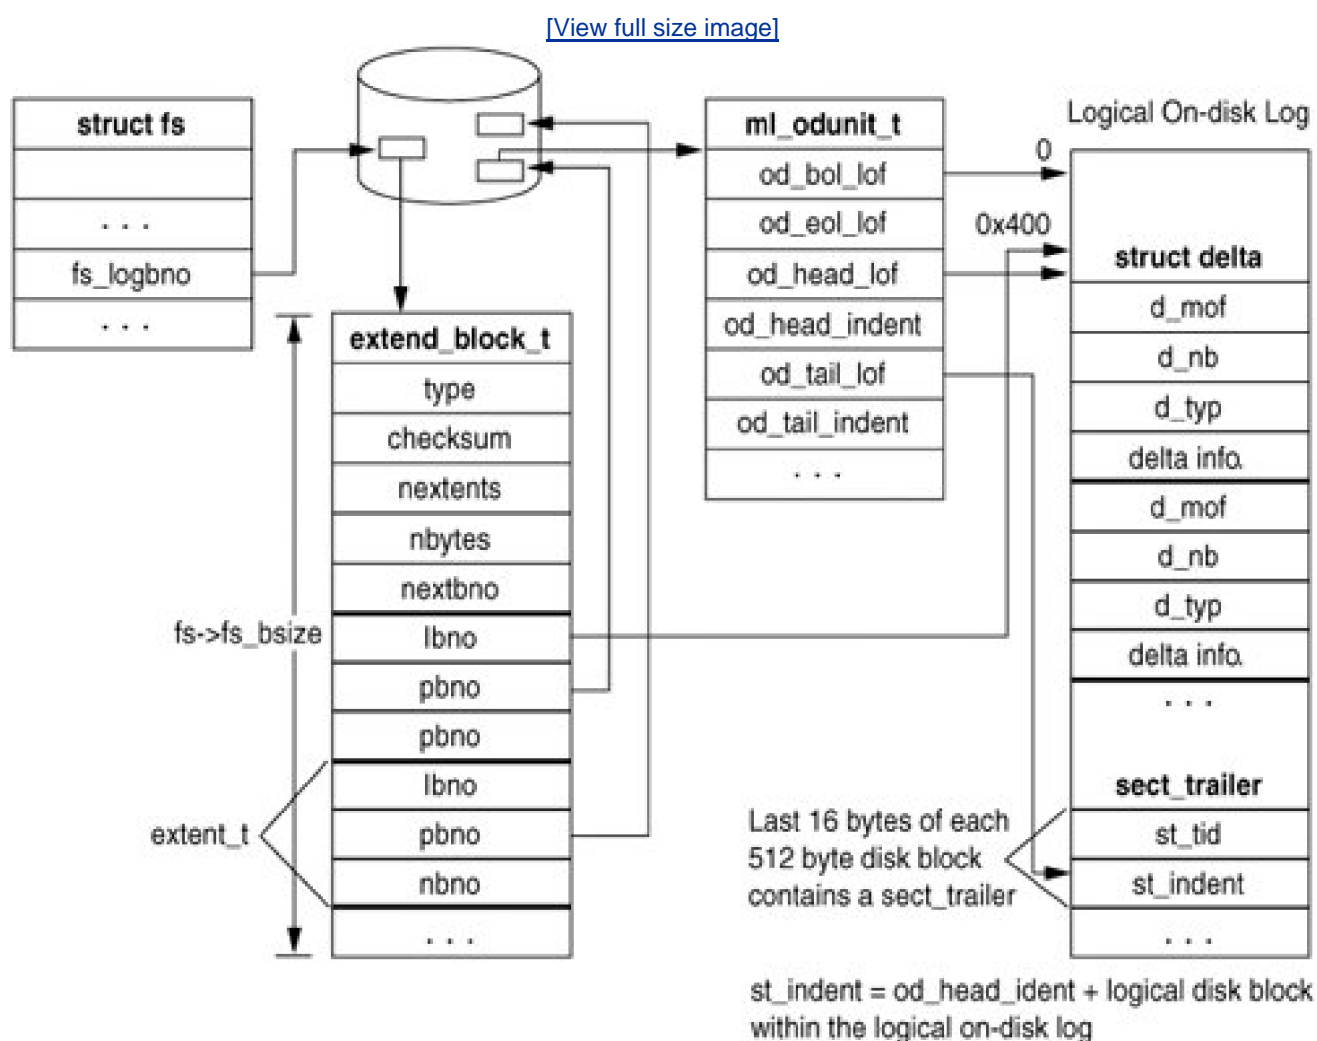 [View full size image]
struct fs
. . .
fs_logbno
. . .
extend_block_t
type
checksum
nextents
nbytes
nextbno
lbno
pbno
pbno
lbno
pbno
nbno
. . .
fs->fs_bsize
extent_t
ml_odunit_t
od_bol_lof
od_eol_lof
od_head_lof
od_head_indent
od_tail_lof
od_tail_indent
. . .
Logical On-disk Log
0
0x400
struct delta
d_mof
d_nb
d_typ
delta info.
d_mof
d_nb
d_typ
delta info.
. . .
sect_trailer
st_tid
st_indent
. . .
Last 16 bytes of each
512 byte disk block
contains a sect_trailer
st_indent = od_head_ident + logical disk block
within the logical on-disk log